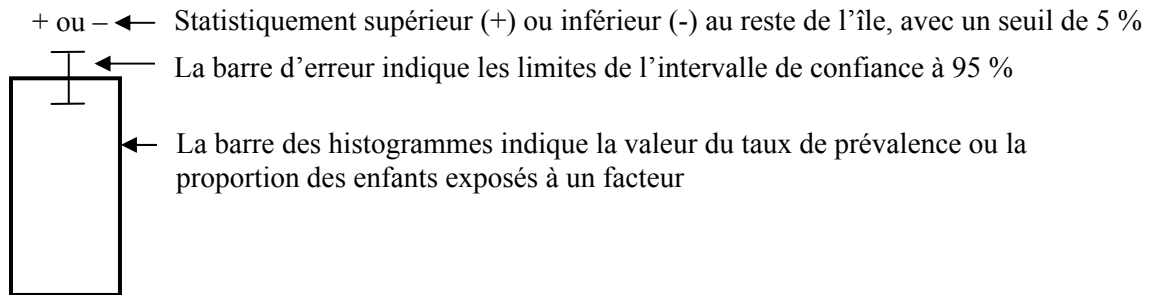 + ou – Statistiquement supérieur (+) ou inférieur (-) au reste de l’île, avec un seuil de 5 %
La barre d’erreur indique les limites de l’intervalle de confiance à 95 %
La barre des histogrammes indique la valeur du taux de prévalence ou la
proportion des enfants exposés à un facteur